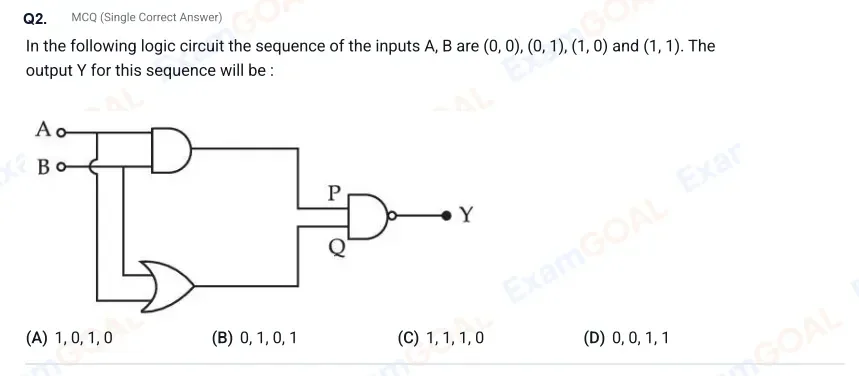 Q2. MCQ (Single Correct Answer)
In the following logic circuit the sequence of the inputs A, B are (0, 0), (0, 1), (1, 0) and (1, 1). The
output Y for this sequence will be :
A
B
P
Y
Q
(A) 1, 0, 1, 0 (B) 0, 1, 0, 1 (C) 1, 1, 1, 0 (D) 0, 0, 1, 1
ExamGOAL